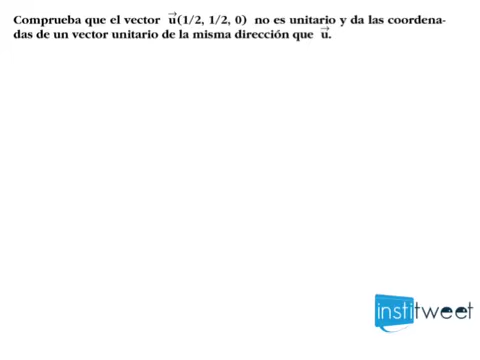 Comprueba que el vector u⃗(1/2, 1/2, 0) no es unitario y da las coordena-
das de un vector unitario de la misma dirección que u⃗.
institweet